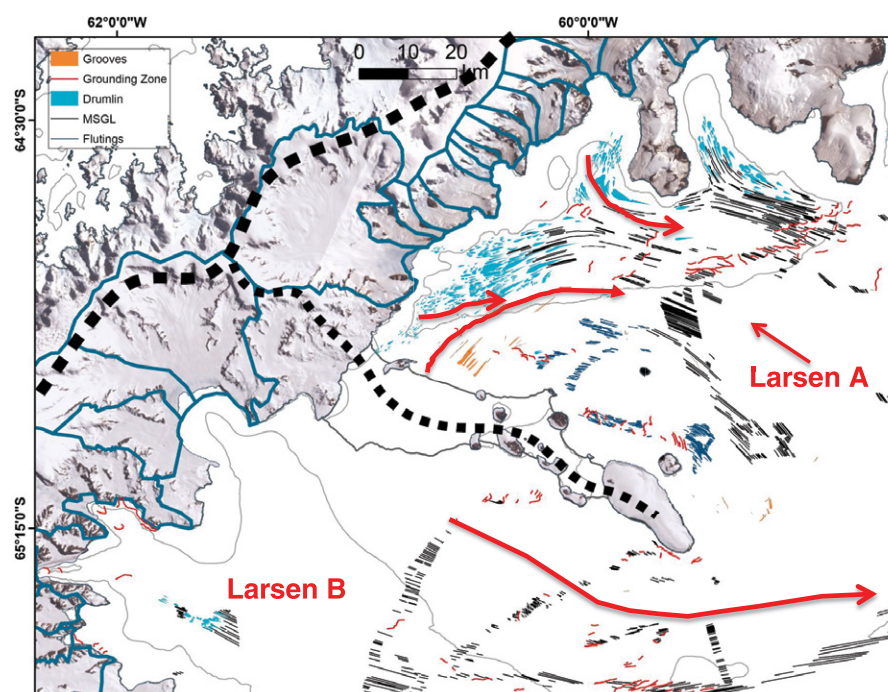 62°0'0"W
60°0'0"W
Grooves
Grounding Zone
Drumlin
MSGL
Flutings
0 10 20
km
64°30'0"S
Larsen A
65°15'0"S
Larsen B